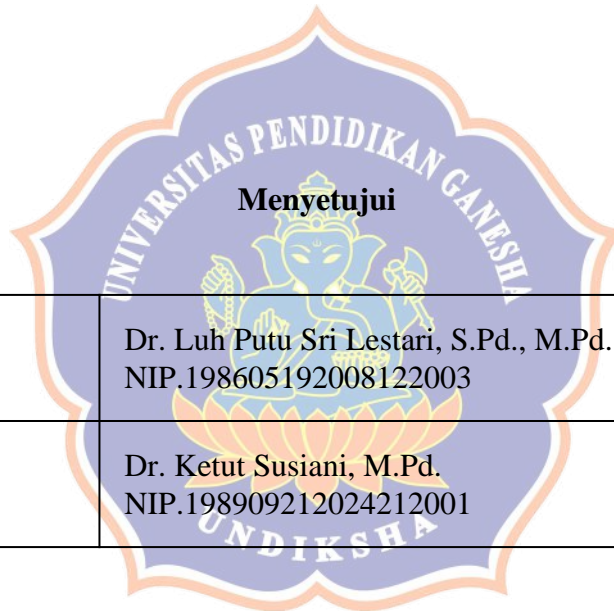 UNIVERSITAS PENDIDIKAN GANESHA
Menyetujui
Dr. Luh Putu Sri Lestari, S.Pd., M.Pd.
NIP.198605192008122003
Dr. Ketut Susiani, M.Pd.
NIP.198909212024212001
UNDIKSHA